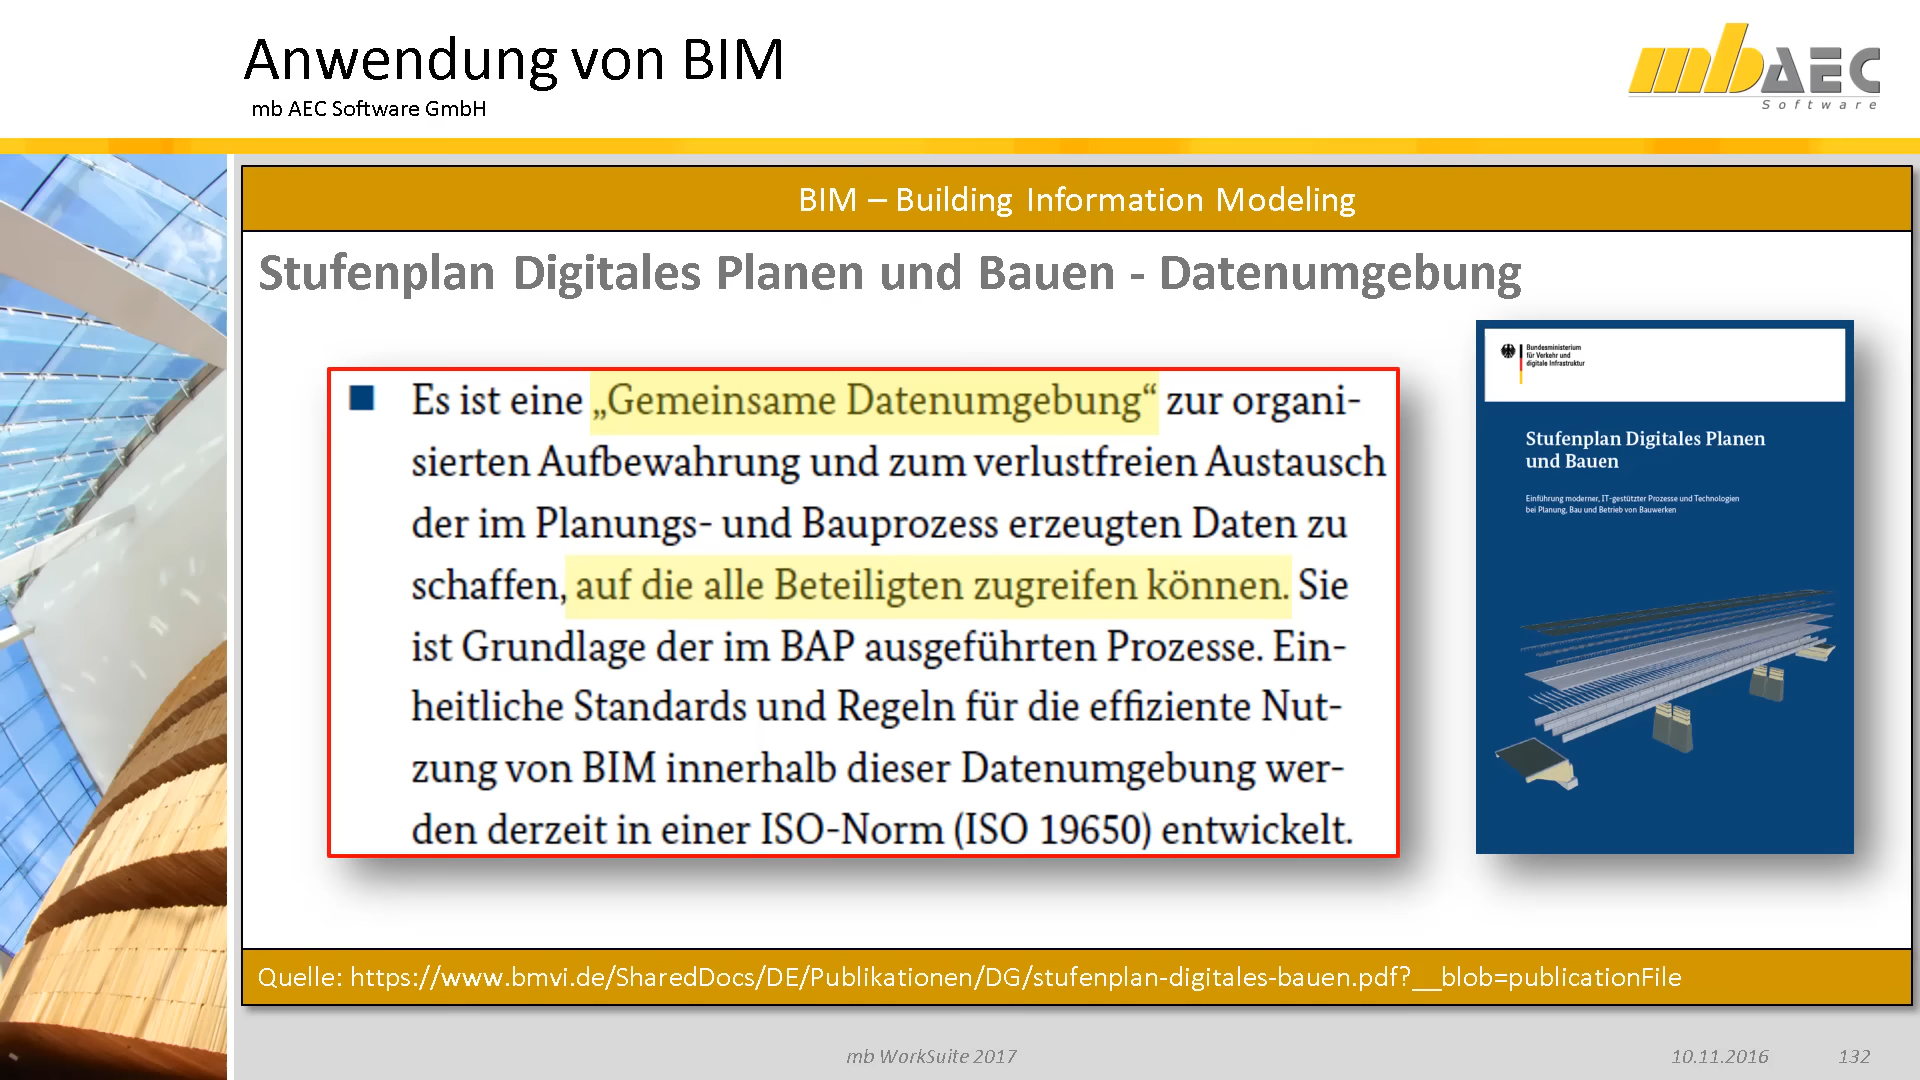 Anwendung von BIM
mb AEC Software GmbH
mbAEC
Software
BIM – Building Information Modeling
Stufenplan Digitales Planen und Bauen - Datenumgebung
Es ist eine „Gemeinsame Datenumgebung“ zur organi-
sierten Aufbewahrung und zum verlustfreien Austausch
der im Planungs- und Bauprozess erzeugten Daten zu
schaffen, auf die alle Beteiligten zugreifen können. Sie
ist Grundlage der im BAP ausgeführten Prozesse. Ein-
heitliche Standards und Regeln für die effiziente Nut-
zung von BIM innerhalb dieser Datenumgebung wer-
den derzeit in einer ISO-Norm (ISO 19650) entwickelt.
Bundesministerium
für Verkehr und
digitale Infrastruktur
Stufenplan Digitales Planen
und Bauen
Einführung moderner, IT-gestützter Prozesse und Technologien
bei Planung, Bau und Betrieb von Bauwerken
Quelle: https://www.bmvi.de/SharedDocs/DE/Publikationen/DG/stufenplan-digitales-bauen.pdf?__blob=publicationFile
mb WorkSuite 2017
10.11.2016
132